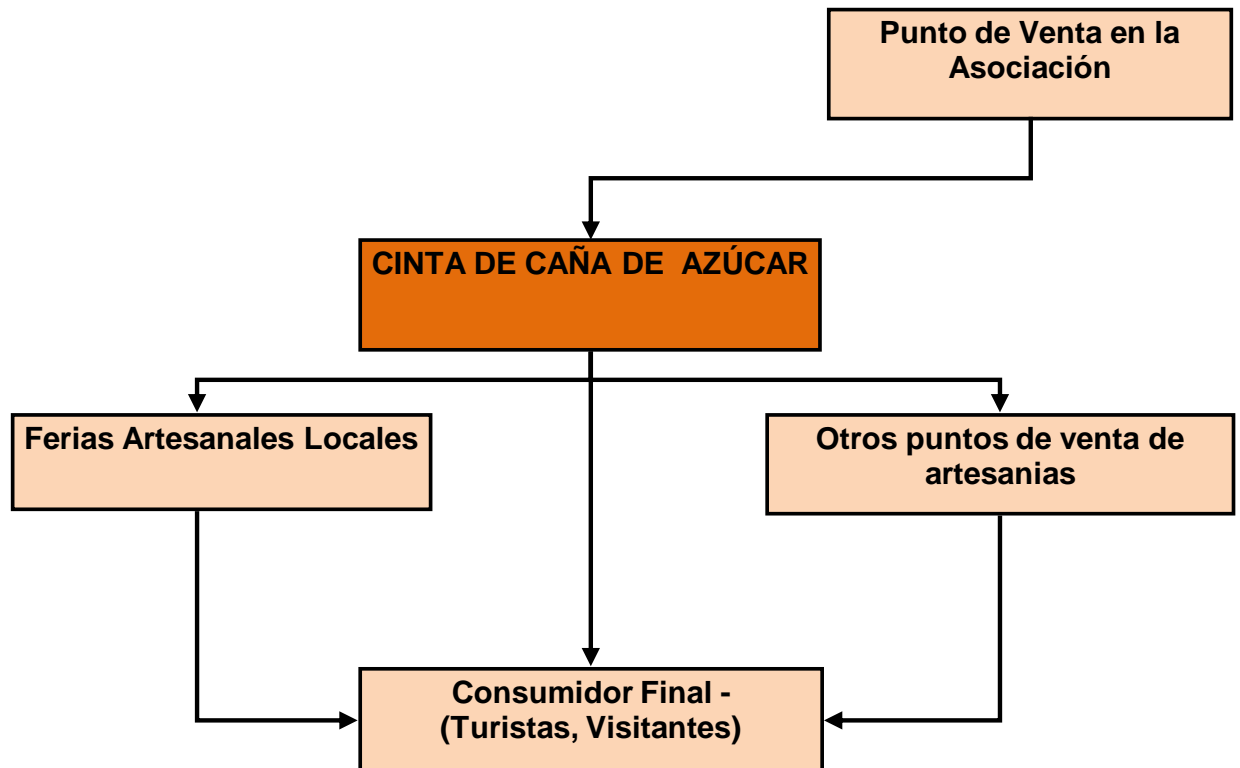 Punto de Venta en la
Asociación
CINTA DE CAÑA DE AZÚCAR
Ferias Artesanales Locales
Otros puntos de venta de
artesanias
Consumidor Final -
(Turistas, Visitantes)